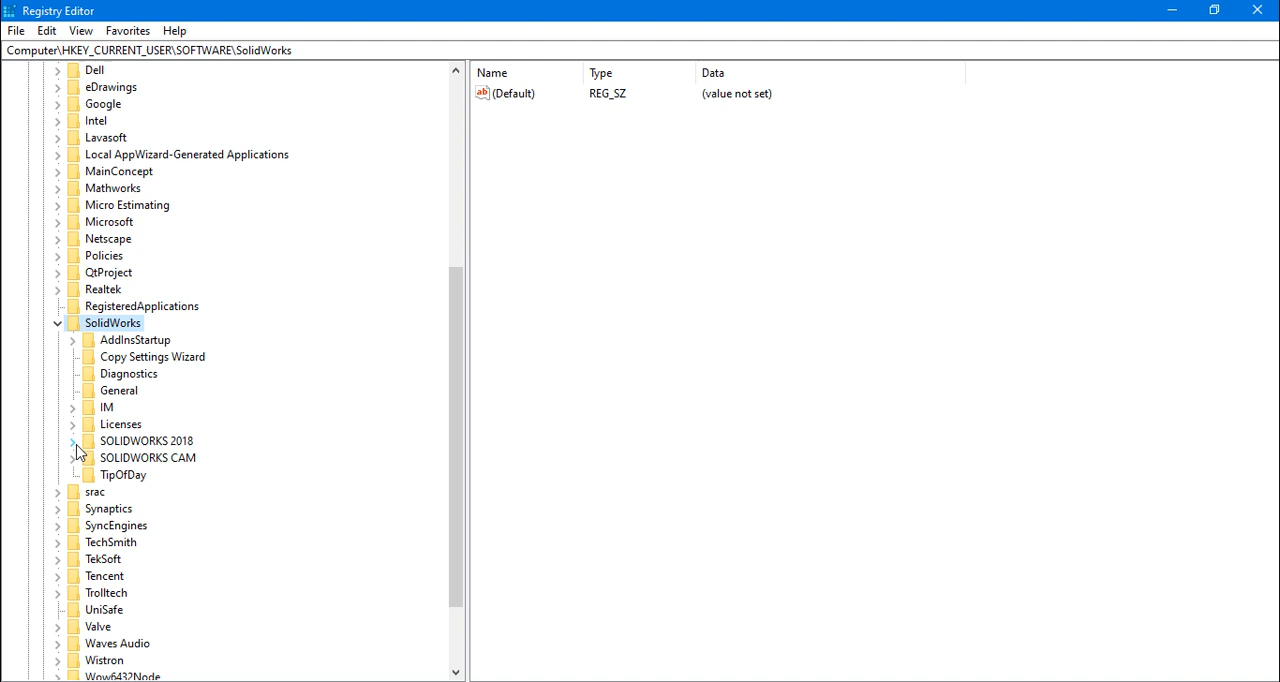 Registry Editor
File Edit View Favorites Help
Computer\HKEY_CURRENT_USER\SOFTWARE\SolidWorks
Dell
eDrawings
Google
Intel
Lavasoft
Local AppWizard-Generated Applications
MainConcept
Mathworks
Micro Estimating
Microsoft
Netscape
Policies
QtProject
Realtek
RegisteredApplications
SolidWorks
AddInsStartup
Copy Settings Wizard
Diagnostics
General
IM
Licenses
SOLIDWORKS 2018
SOLIDWORKS CAM
TipOfDay
srac
Synaptics
SyncEngines
TechSmith
TekSoft
Tencent
Trolltech
UniSafe
Valve
Waves Audio
Wistron
Wow6432Node
Name Type Data
ab (Default) REG_SZ (value not set)